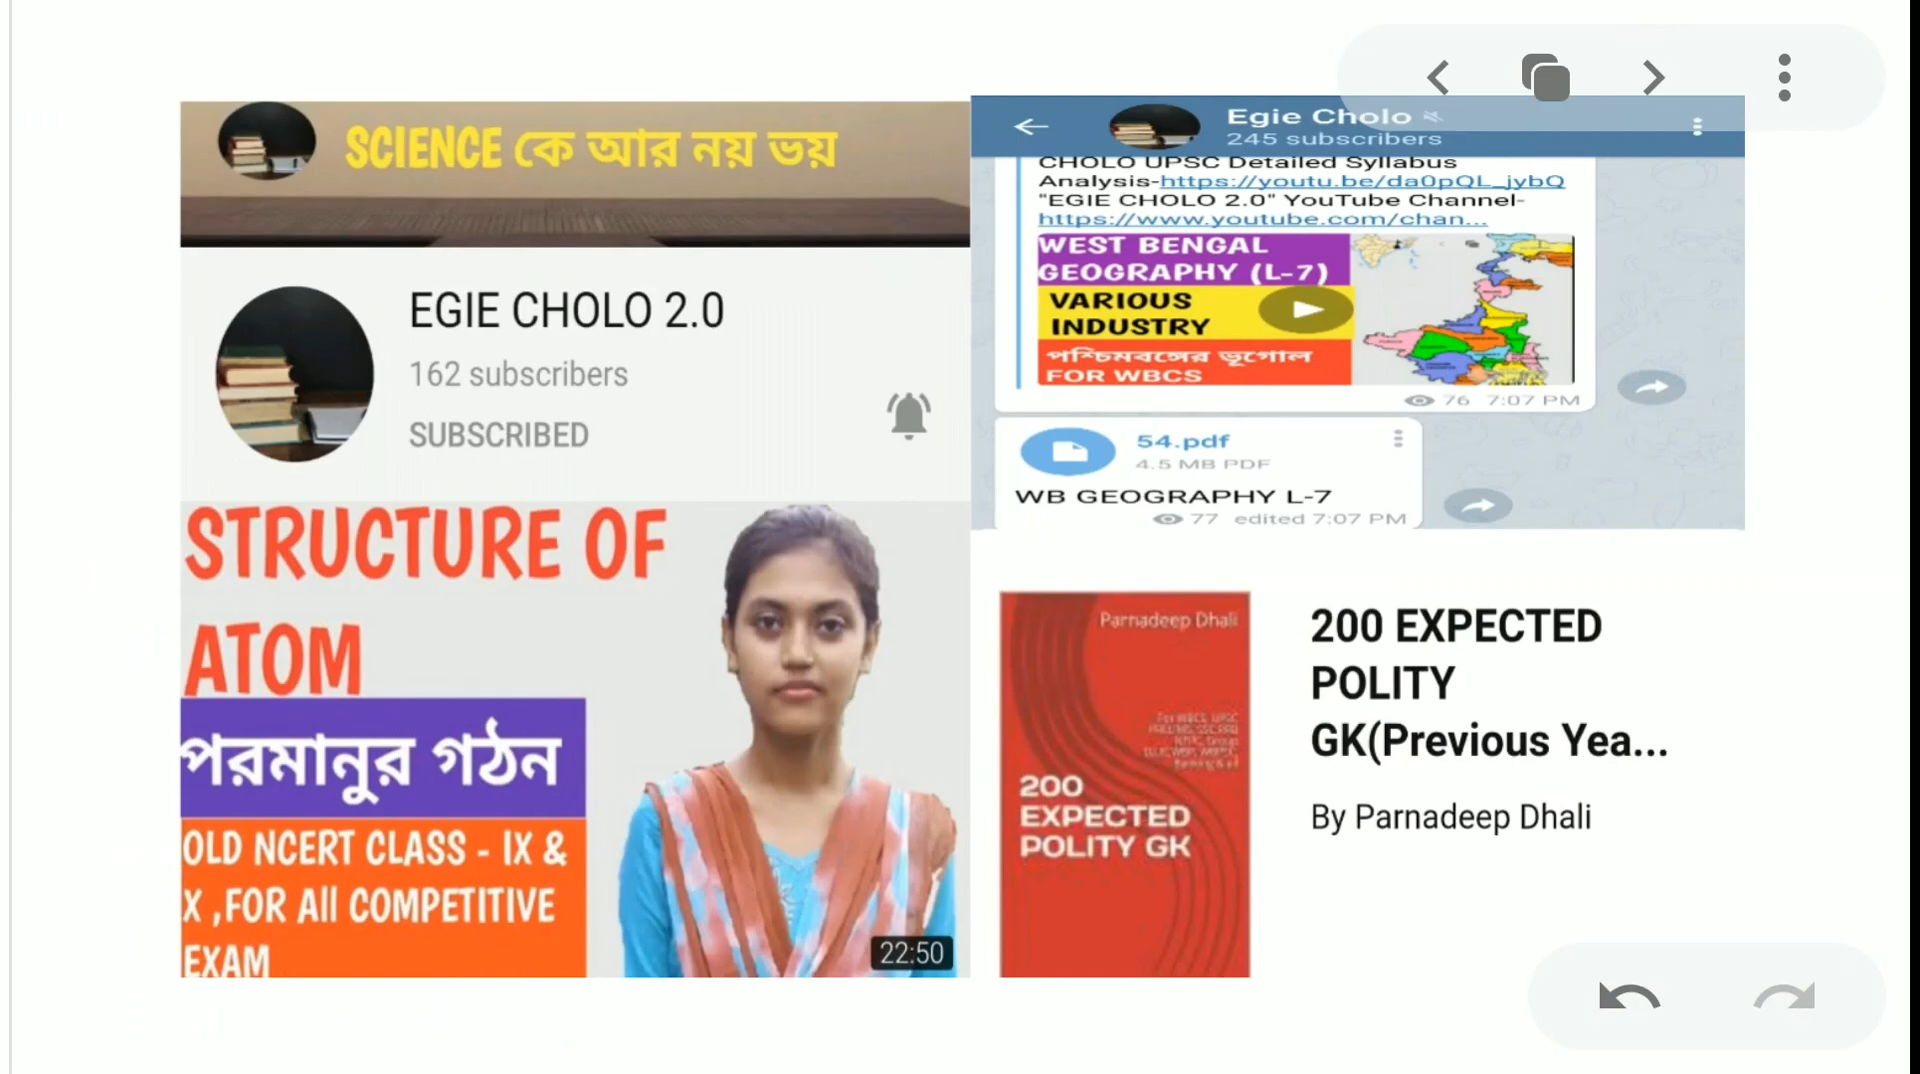 SCIENCE কে আর নয় ভয়
EGIE CHOLO 2.0
162 subscribers
SUBSCRIBED
STRUCTURE OF
ATOM
পরমানুর গঠন
OLD NCERT CLASS - IX &
X ,FOR All COMPETITIVE
EXAM
22:50
Egie Cholo
245 subscribers
CHOLO UPSC Detailed Syllabus
Analysis-https://youtu.be/da0pQL_jybQ
"EGIE CHOLO 2.0" YouTube Channel-
https://www.youtube.com/chan...
WEST BENGAL
GEOGRAPHY (L-7)
VARIOUS
INDUSTRY
পশ্চিমবঙ্গের ভূগোল
FOR WBCS
76 7:07 PM
54.pdf
4.5 MB PDF
WB GEOGRAPHY L-7
77 edited 7:07 PM
Parnadeep Dhali
For WBCS, UPSC
200
EXPECTED
POLITY GK
200 EXPECTED
POLITY
GK(Previous Yea...
By Parnadeep Dhali